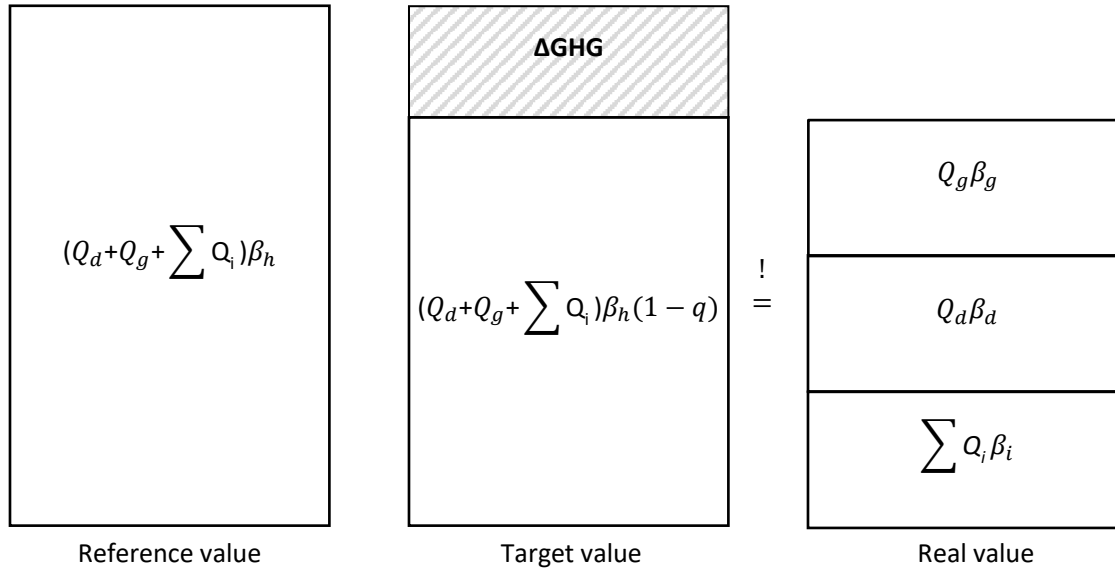 ΔGHG
(Q_d+Q_g+∑ Q_i)β_h
(Q_d+Q_g+∑ Q_i)β_h(1 − q)
!
=
Q_gβ_g
Q_dβ_d
∑ Q_iβ_i
Reference value
Target value
Real value